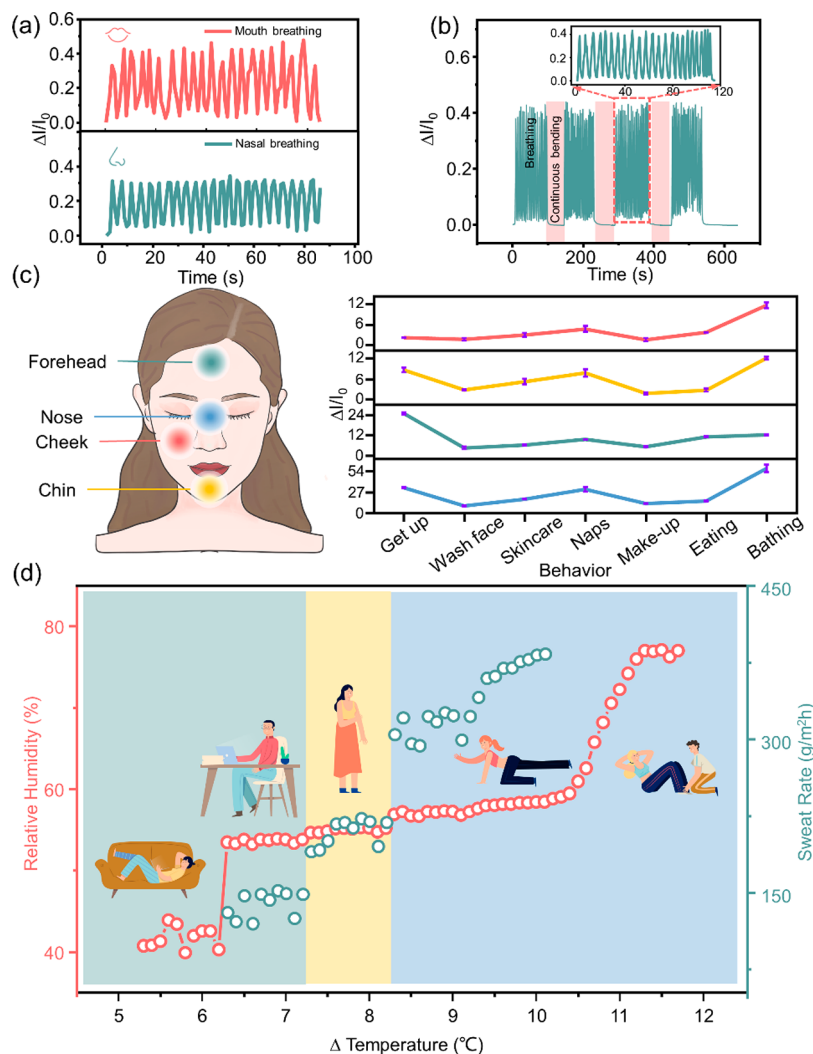 (a)
Mouth breathing
0.6
0.4
0.2
0.0
Nasal breathing
0.4
0.2
0.0
ΔI/I₀
0 20 40 60 80 100
Time (s)
(b)
0.6
0.4
0.2
0.0
ΔI/I₀
0.4
0.2
0.0
0 40 80 120
Breathing
Continuous bending
0 200 400 600
Time (s)
(c)
Forehead
Nose
Cheek
Chin
12
6
0
12
6
0
24
12
0
54
27
0
ΔI/I₀
Get up Wash face Skincare Naps Make-up Eating Bathing
Behavior
(d)
80
60
40
Relative Humidity (%)
450
300
150
Sweat Rate (g/m²h)
5 6 7 8 9 10 11 12
Δ Temperature (℃)